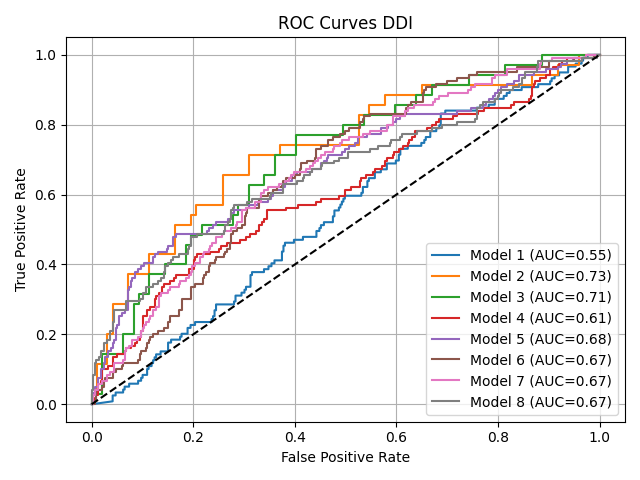 ROC Curves DDI
True Positive Rate
1.0
0.8
0.6
0.4
0.2
0.0
Model 1 (AUC=0.55)
Model 2 (AUC=0.73)
Model 3 (AUC=0.71)
Model 4 (AUC=0.61)
Model 5 (AUC=0.68)
Model 6 (AUC=0.67)
Model 7 (AUC=0.67)
Model 8 (AUC=0.67)
0.0 0.2 0.4 0.6 0.8 1.0
False Positive Rate